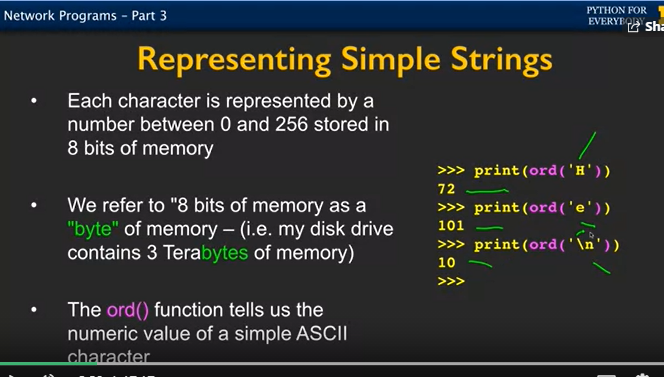 Network Programs – Part 3
PYTHON FOR
EVERYBODY
Sha
Representing Simple Strings
• Each character is represented by a
number between 0 and 256 stored in
8 bits of memory
• We refer to "8 bits of memory as a
"byte" of memory – (i.e. my disk drive
contains 3 Terabytes of memory)
• The ord() function tells us the
numeric value of a simple ASCII
character
>>> print(ord('H'))
72
>>> print(ord('e'))
101
>>> print(ord('\n'))
10
>>>